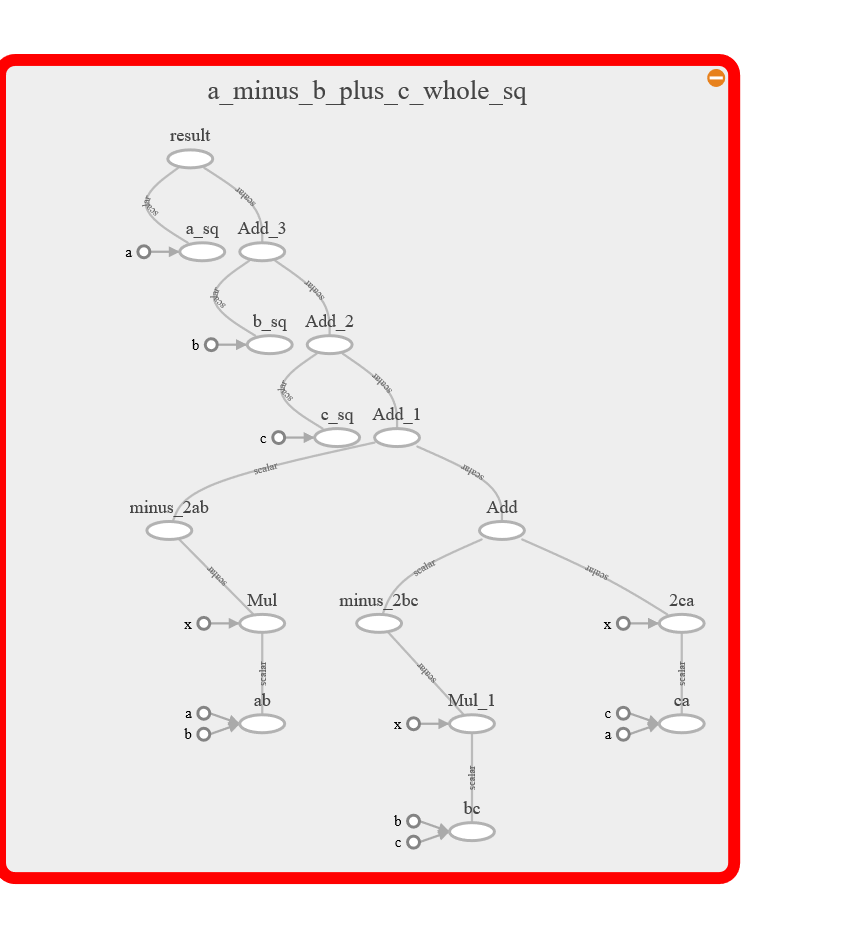 a_minus_b_plus_c_whole_sq
result
scalar
scalar
a_sq
Add_3
a
scalar
scalar
b_sq
Add_2
b
scalar
scalar
c_sq
Add_1
c
scalar
scalar
minus_2ab
Add
scalar
scalar
scalar
Mul
minus_2bc
2ca
x
x
scalar
scalar
scalar
ab
Mul_1
ca
a
b
x
c
a
scalar
bc
b
c